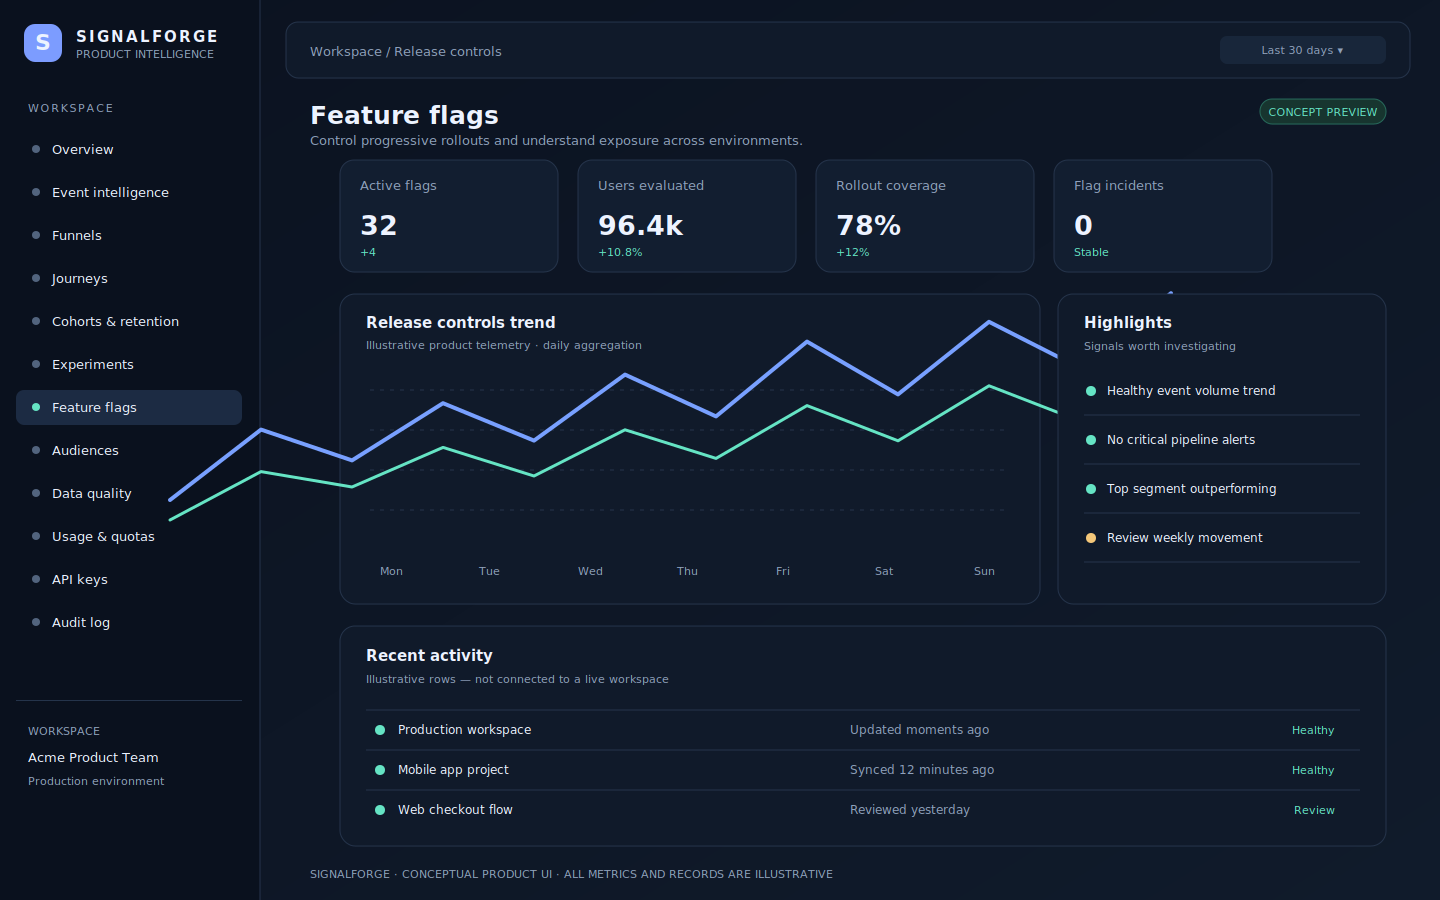 S
SIGNALFORGE
PRODUCT INTELLIGENCE
WORKSPACE
Overview
Event intelligence
Funnels
Journeys
Cohorts & retention
Experiments
Feature flags
Audiences
Data quality
Usage & quotas
API keys
Audit log
WORKSPACE
Acme Product Team
Production environment
Workspace / Release controls
Last 30 days ▾
Feature flags
CONCEPT PREVIEW
Control progressive rollouts and understand exposure across environments.
Active flags
32
+4
Users evaluated
96.4k
+10.8%
Rollout coverage
78%
+12%
Flag incidents
0
Stable
Release controls trend
Illustrative product telemetry · daily aggregation
Mon Tue Wed Thu Fri Sat Sun
Highlights
Signals worth investigating
Healthy event volume trend
No critical pipeline alerts
Top segment outperforming
Review weekly movement
Recent activity
Illustrative rows — not connected to a live workspace
Production workspace Updated moments ago Healthy
Mobile app project Synced 12 minutes ago Healthy
Web checkout flow Reviewed yesterday Review
SIGNALFORGE · CONCEPTUAL PRODUCT UI · ALL METRICS AND RECORDS ARE ILLUSTRATIVE